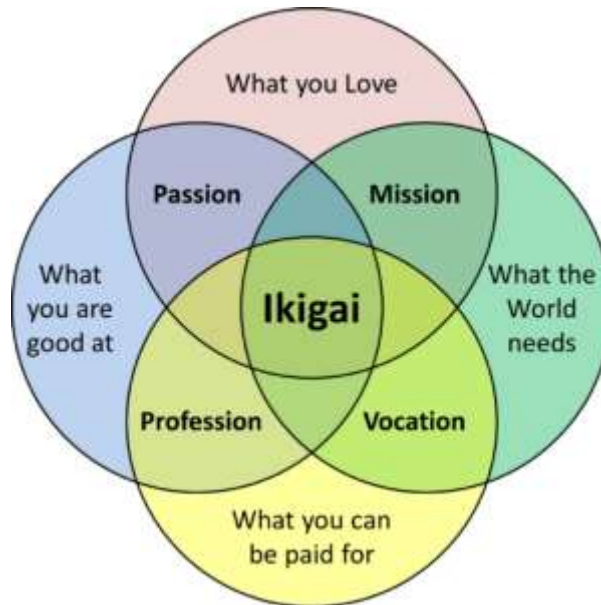 What you Love
Passion
Mission
What
you are
good at
Ikigai
What the
World
needs
Profession
Vocation
What you can
be paid for